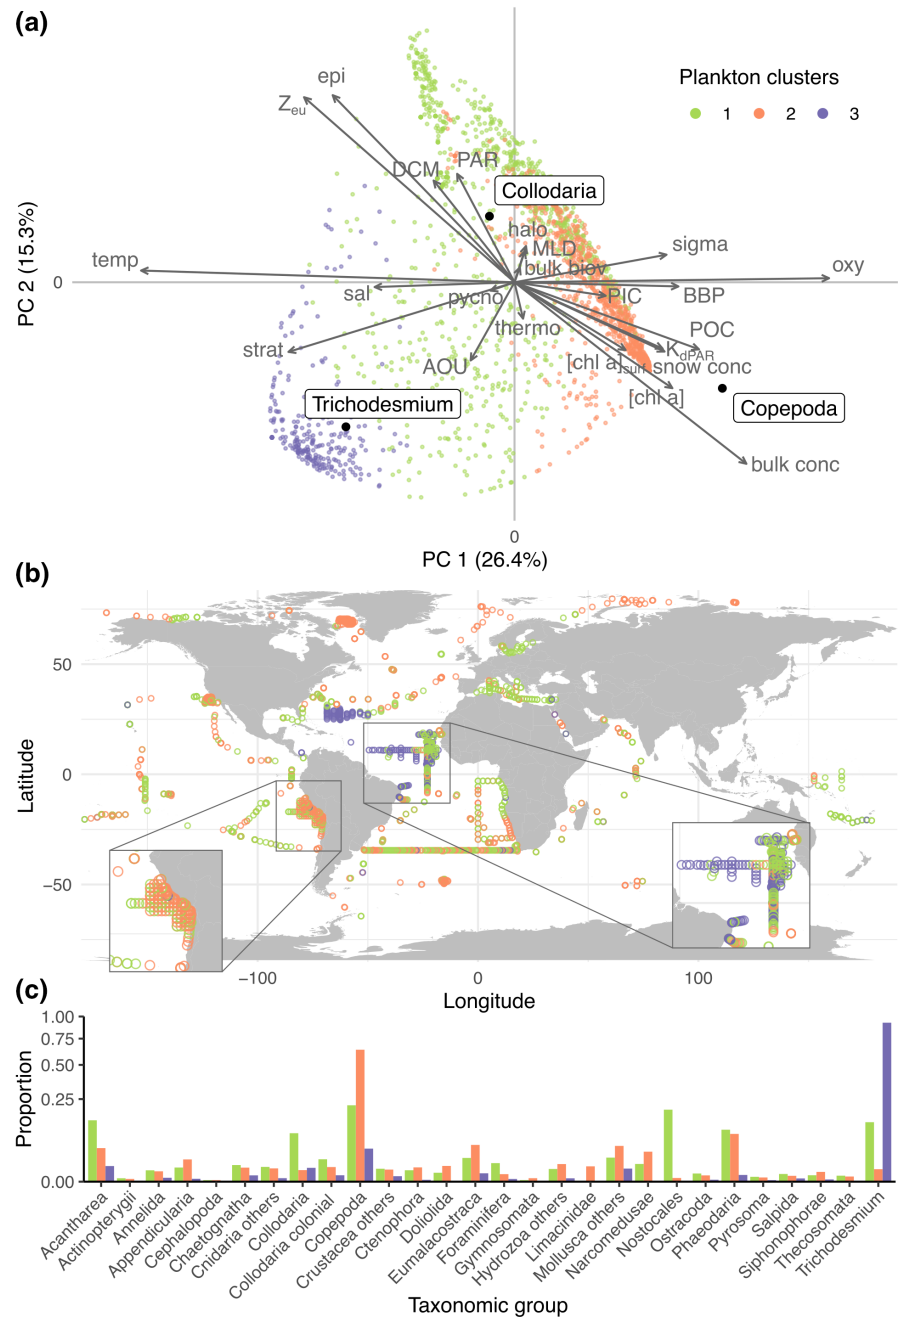 (a)
Plankton clusters
1 2 3
epi
Zeu
DCM
PAR
Collodaria
halo
MLD
sigma
bulk biov
temp
oxy
sal
pycno
PIC
BBP
thermo
POC
strat
AOU
KdPAR
[chl a]surf
snow conc
[chl a]
Trichodesmium
Copepoda
bulk conc
PC 2 (15.3%)
0
0
PC 1 (26.4%)
(b)
50
0
−50
Latitude
−100 0 100
Longitude
(c)
1.00
0.75
0.50
0.25
0.00
Proportion
Acantharea
Actinopterygii
Annelida
Appendicularia
Cephalopoda
Chaetognatha
Cnidaria others
Collodaria
Collodaria colonial
Copepoda
Crustacea others
Ctenophora
Doliolida
Eumalacostraca
Foraminifera
Gymnosomata
Hydrozoa others
Limacinidae
Mollusca others
Narcomedusae
Nostocales
Ostracoda
Phaeodaria
Pyrosoma
Salpida
Siphonophorae
Thecosomata
Trichodesmium
Taxonomic group